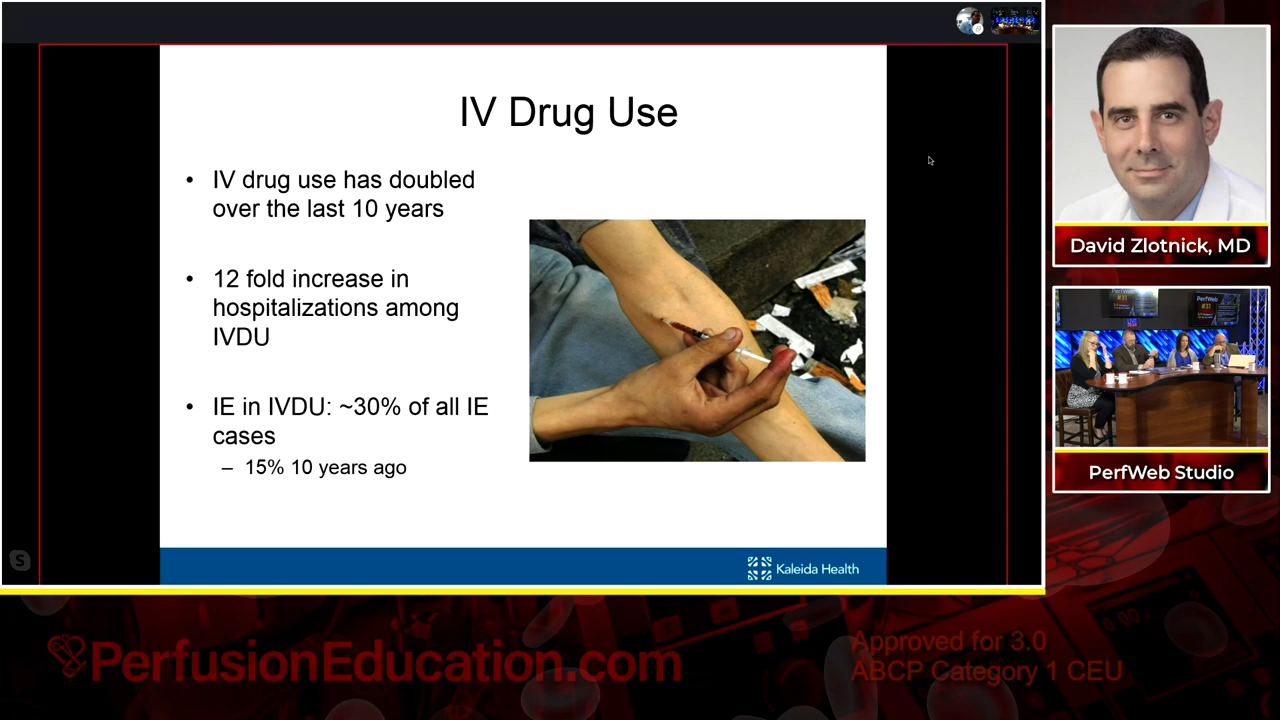 IV Drug Use
• IV drug use has doubled
over the last 10 years
• 12 fold increase in
hospitalizations among
IVDU
• IE in IVDU: ~30% of all IE
cases
– 15% 10 years ago
Kaleida Health
David Zlotnick, MD
PerfWeb
#31
PerfWeb Studio
S
PerfusionEducation.com
Approved for 3.0
ABCP Category 1 CEU